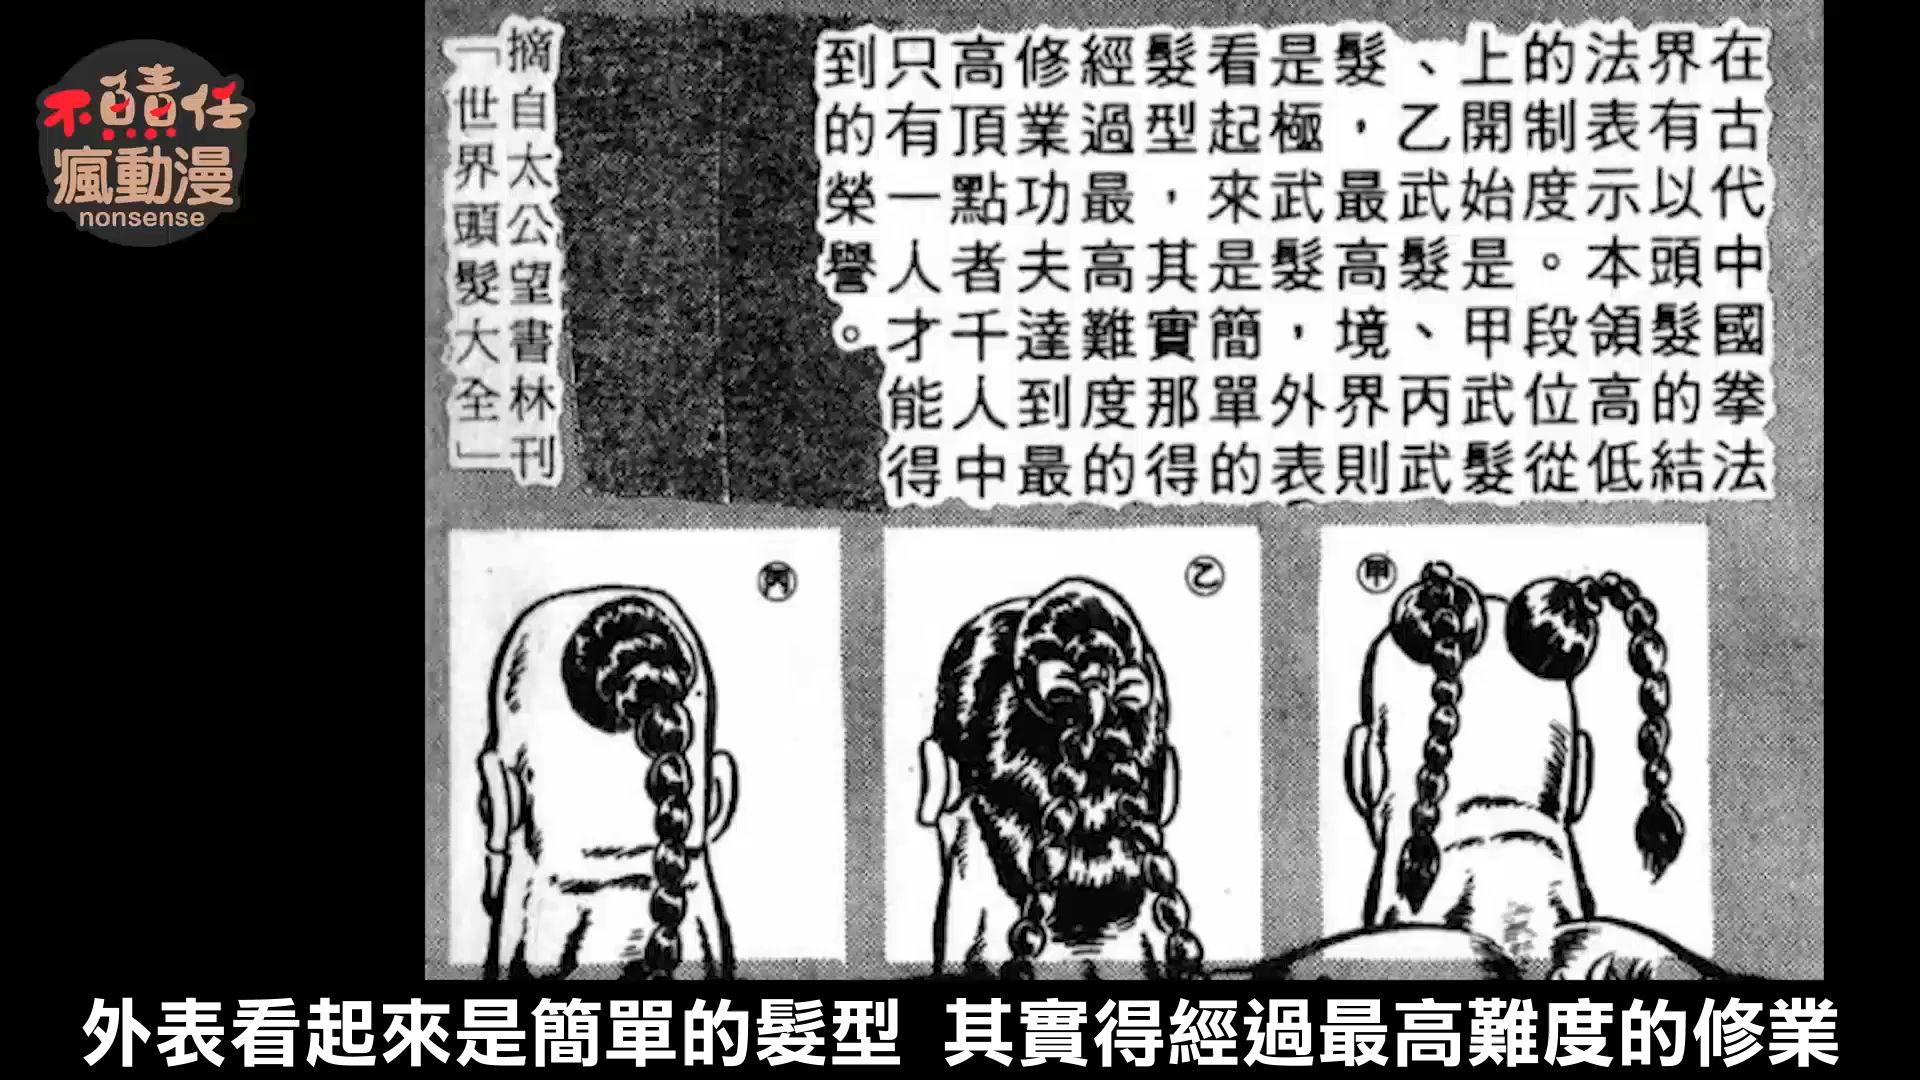 不負責任
瘋動漫
nonsense
在古代中國拳法
界有以頭髮的結
法表示本領高低
的制度。段位從
上開始是甲武髮
、乙武髮、丙武
髮,最高境界則
是極武髮,外表
看起來是簡單的
髮型,其實那得
經過最高難度的
修業功夫達到最
高頂點者千人中
只有一人才能得
到的榮譽。
摘自太公望書林刊
「世界頭髮大全」
丙
乙
甲
外表看起來是簡單的髮型 其實得經過最高難度的修業